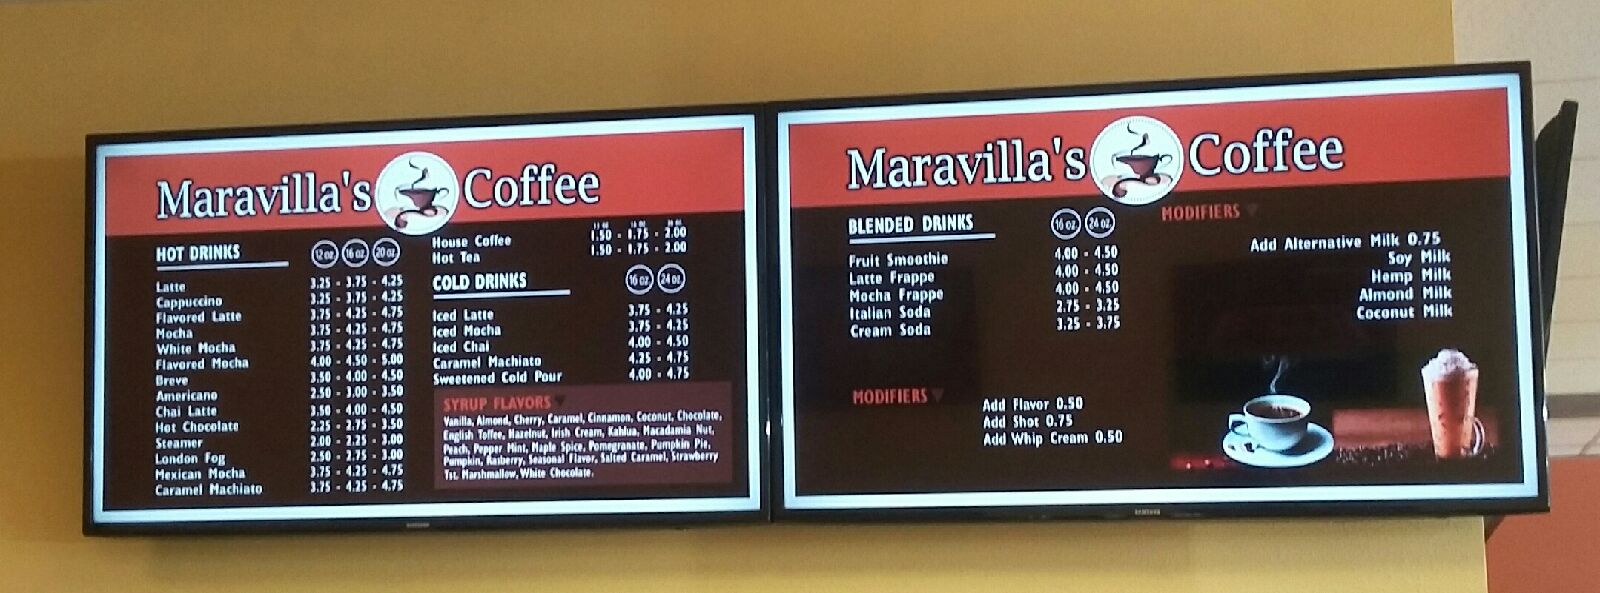 Maravilla's Coffee
HOT DRINKS 12 oz 16 oz 20 oz
Latte 3.25 - 3.75 - 4.25
Cappuccino 3.25 - 3.75 - 4.25
Flavored Latte 3.75 - 4.25 - 4.75
Mocha 3.75 - 4.25 - 4.75
White Mocha 3.75 - 4.25 - 4.75
Flavored Mocha 4.00 - 4.50 - 5.00
Breve 3.50 - 4.00 - 4.50
Americano 2.50 - 3.00 - 3.50
Chai Latte 3.50 - 4.00 - 4.50
Hot Chocolate 2.25 - 2.75 - 3.50
Steamer 2.00 - 2.25 - 3.00
London Fog 2.50 - 2.75 - 3.00
Mexican Mocha 3.75 - 4.25 - 4.75
Caramel Machiato 3.75 - 4.25 - 4.75
House Coffee 1.50 - 1.75 - 2.00
Hot Tea 1.50 - 1.75 - 2.00
COLD DRINKS 16 oz 24 oz
Iced Latte 3.75 - 4.25
Iced Mocha 3.75 - 4.25
Iced Chai 4.00 - 4.50
Caramel Machiato 4.25 - 4.75
Sweetened Cold Pour 4.00 - 4.75
SYRUP FLAVORS
Vanilla, Almond, Cherry, Caramel, Cinnamon, Coconut, Chocolate,
English Toffee, Hazelnut, Irish Cream, Kahlua, Macadamia Nut,
Peach, Pepper Mint, Maple Spice, Pomegranate, Pumpkin Pie,
Pumpkin, Rasberry, Seasonal Flavor, Salted Caramel, Strawberry
Tst. Marshmallow, White Chocolate.
SAMSUNG
Maravilla's Coffee
BLENDED DRINKS 16 oz 24 oz
Fruit Smoothie 4.00 - 4.50
Latte Frappe 4.00 - 4.50
Mocha Frappe 4.00 - 4.50
Italian Soda 2.75 - 3.25
Cream Soda 3.25 - 3.75
MODIFIERS
Add Alternative Milk 0.75
Soy Milk
Hemp Milk
Almond Milk
Coconut Milk
MODIFIERS
Add Flavor 0.50
Add Shot 0.75
Add Whip Cream 0.50
SAMSUNG